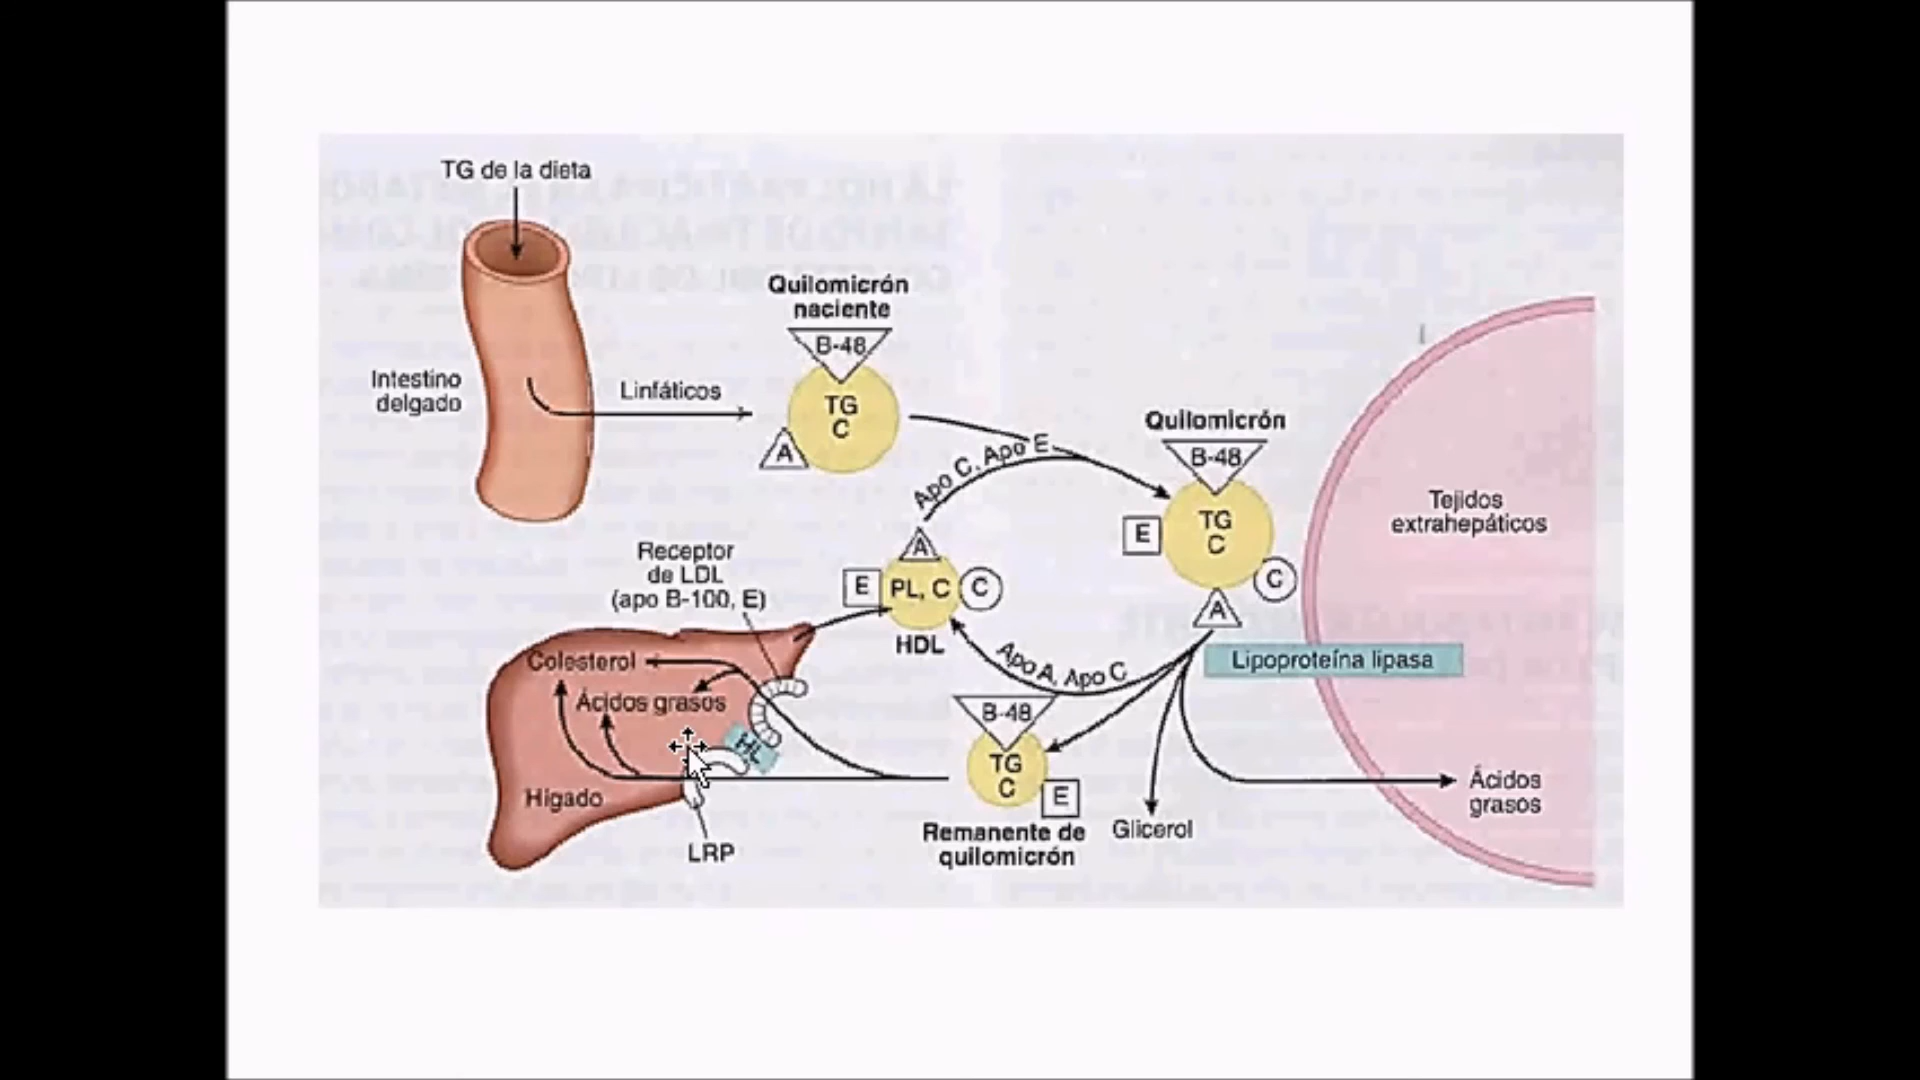 TG de la dieta
Intestino
delgado
Linfáticos
Quilomicrón
naciente
B-48
TG
C
A
Apo C, Apo E
Quilomicrón
B-48
TG
C
E
C
A
Tejidos
extrahepáticos
Lipoproteína lipasa
Receptor
de LDL
(apo B-100, E)
A
E
PL, C
C
HDL
Apo A, Apo C
Colesterol
Ácidos grasos
HL
Hígado
LRP
B-48
TG
C
E
Remanente de
quilomicrón
Glicerol
Ácidos
grasos